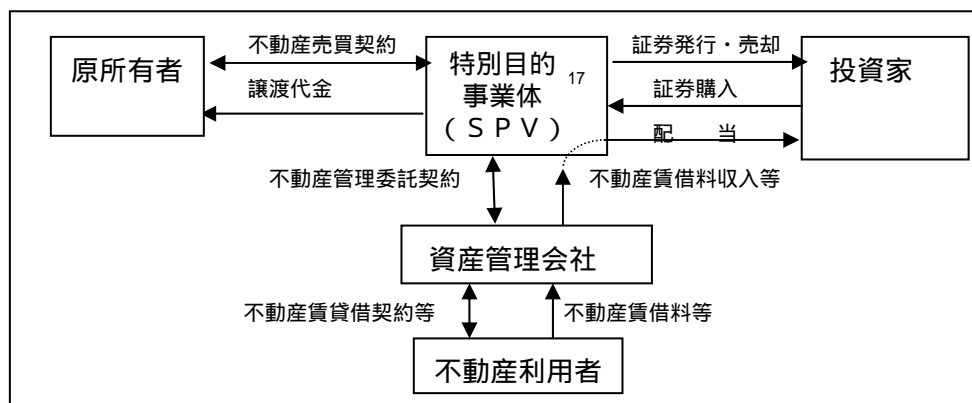 原所有者
不動産売買契約
譲渡代金
特別目的
事業体
(SPV)
17
証券発行・売却
証券購入
配　当
投資家
不動産管理委託契約
不動産賃借料収入等
資産管理会社
不動産賃貸借契約等
不動産賃借料等
不動産利用者